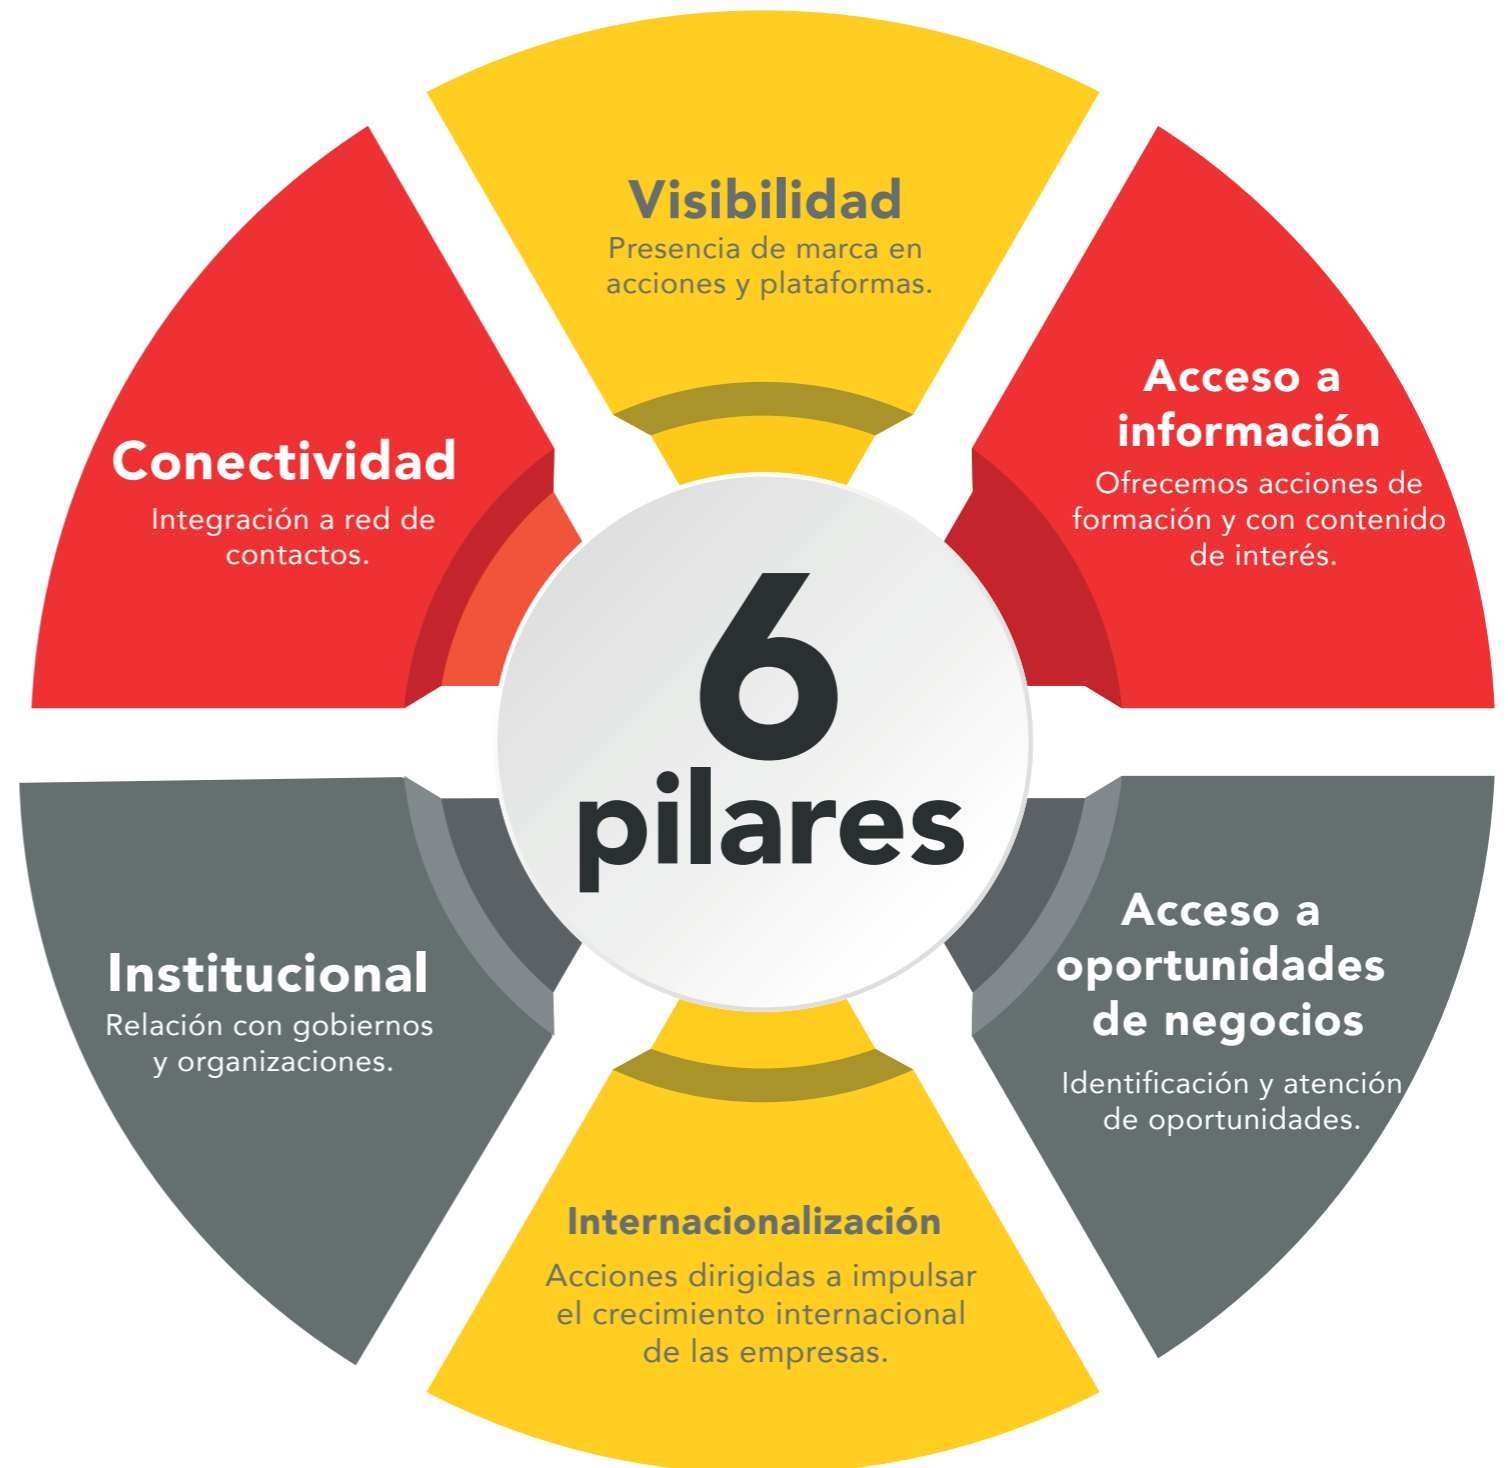 Visibilidad
Presencia de marca en
acciones y plataformas.
Acceso a
información
Ofrecemos acciones de
formación y con contenido
de interés.
Acceso a
oportunidades
de negocios
Identificación y atención
de oportunidades.
Internacionalización
Acciones dirigidas a impulsar
el crecimiento internacional
de las empresas.
Institucional
Relación con gobiernos
y organizaciones.
Conectividad
Integración a red de
contactos.
6
pilares